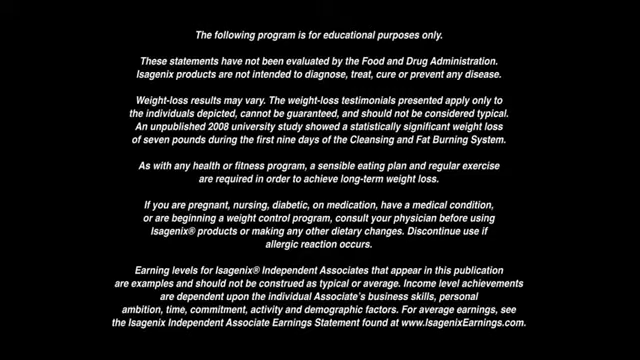 The following program is for educational purposes only.
These statements have not been evaluated by the Food and Drug Administration.
Isagenix products are not intended to diagnose, treat, cure or prevent any disease.
Weight-loss results may vary. The weight-loss testimonials presented apply only to
the individuals depicted, cannot be guaranteed, and should not be considered typical.
An unpublished 2008 university study showed a statistically significant weight loss
of seven pounds during the first nine days of the Cleansing and Fat Burning System.
As with any health or fitness program, a sensible eating plan and regular exercise
are required in order to achieve long-term weight loss.
If you are pregnant, nursing, diabetic, on medication, have a medical condition,
or are beginning a weight control program, consult your physician before using
Isagenix® products or making any other dietary changes. Discontinue use if
allergic reaction occurs.
Earning levels for Isagenix® Independent Associates that appear in this publication
are examples and should not be construed as typical or average. Income level achievements
are dependent upon the individual Associate's business skills, personal
ambition, time, commitment, activity and demographic factors. For average earnings, see
the Isagenix Independent Associate Earnings Statement found at www.IsagenixEarnings.com.